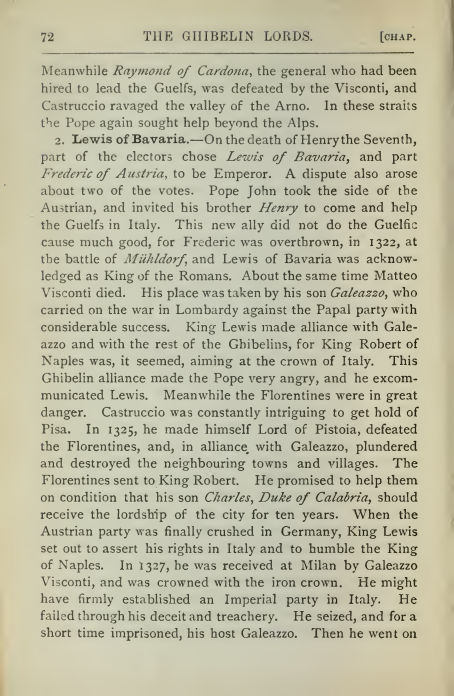 72 THE GHIBELIN LORDS. [CHAP.
Meanwhile Raymond of Cardona, the general who had been
hired to lead the Guelfs, was defeated by the Visconti, and
Castruccio ravaged the valley of the Arno. In these straits
the Pope again sought help beyond the Alps.
2. Lewis of Bavaria.—On the death of Henry the Seventh,
part of the electors chose Lewis of Bavaria, and part
Frederic of Austria, to be Emperor. A dispute also arose
about two of the votes. Pope John took the side of the
Austrian, and invited his brother Henry to come and help
the Guelfs in Italy. This new ally did not do the Guelfic
cause much good, for Frederic was overthrown, in 1322, at
the battle of Mühldorf, and Lewis of Bavaria was acknow-
ledged as King of the Romans. About the same time Matteo
Visconti died. His place was taken by his son Galeazzo, who
carried on the war in Lombardy against the Papal party with
considerable success. King Lewis made alliance with Gale-
azzo and with the rest of the Ghibelins, for King Robert of
Naples was, it seemed, aiming at the crown of Italy. This
Ghibelin alliance made the Pope very angry, and he excom-
municated Lewis. Meanwhile the Florentines were in great
danger. Castruccio was constantly intriguing to get hold of
Pisa. In 1325, he made himself Lord of Pistoia, defeated
the Florentines, and, in alliance with Galeazzo, plundered
and destroyed the neighbouring towns and villages. The
Florentines sent to King Robert. He promised to help them
on condition that his son Charles, Duke of Calabria, should
receive the lordship of the city for ten years. When the
Austrian party was finally crushed in Germany, King Lewis
set out to assert his rights in Italy and to humble the King
of Naples. In 1327, he was received at Milan by Galeazzo
Visconti, and was crowned with the iron crown. He might
have firmly established an Imperial party in Italy. He
failed through his deceit and treachery. He seized, and for a
short time imprisoned, his host Galeazzo. Then he went on